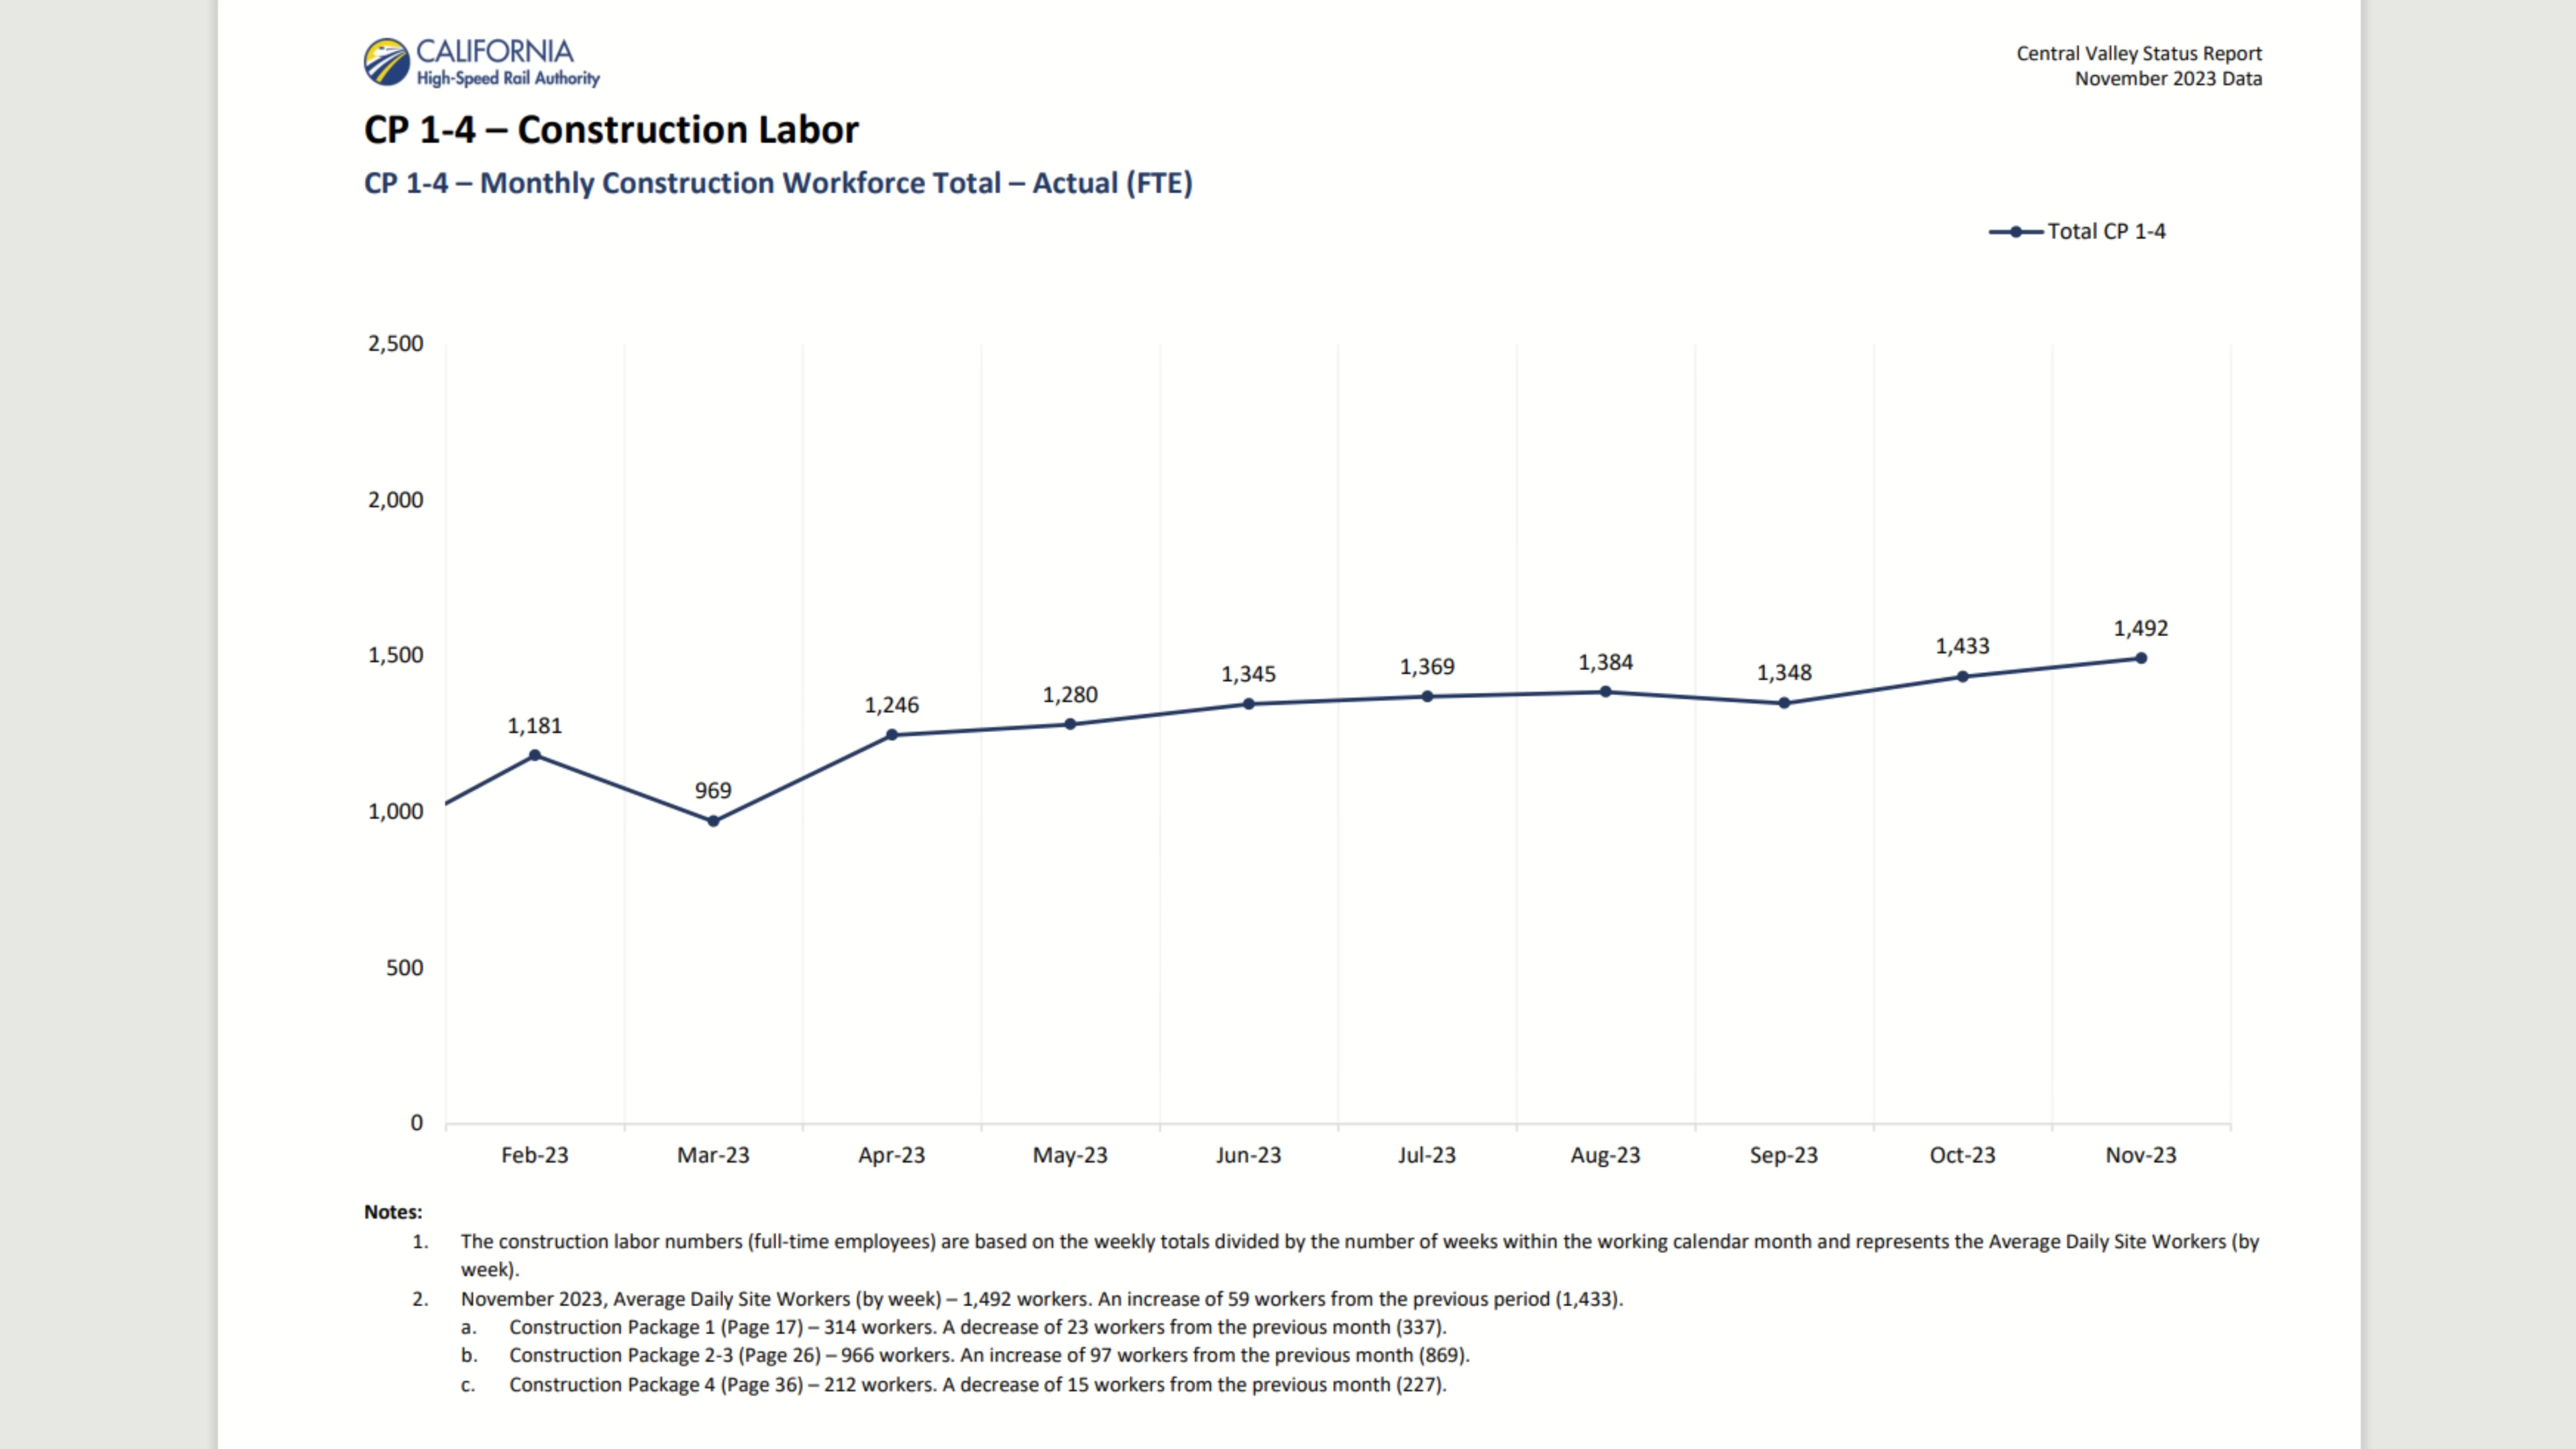 CALIFORNIA
High-Speed Rail Authority
Central Valley Status Report
November 2023 Data
CP 1-4 – Construction Labor
CP 1-4 – Monthly Construction Workforce Total – Actual (FTE)
Total CP 1-4
2,500
2,000
1,500
1,000
500
0
1,181
969
1,246
1,280
1,345
1,369
1,384
1,348
1,433
1,492
Feb-23 Mar-23 Apr-23 May-23 Jun-23 Jul-23 Aug-23 Sep-23 Oct-23 Nov-23
Notes:
1. The construction labor numbers (full-time employees) are based on the weekly totals divided by the number of weeks within the working calendar month and represents the Average Daily Site Workers (by
week).
2. November 2023, Average Daily Site Workers (by week) – 1,492 workers. An increase of 59 workers from the previous period (1,433).
a. Construction Package 1 (Page 17) – 314 workers. A decrease of 23 workers from the previous month (337).
b. Construction Package 2-3 (Page 26) – 966 workers. An increase of 97 workers from the previous month (869).
c. Construction Package 4 (Page 36) – 212 workers. A decrease of 15 workers from the previous month (227).